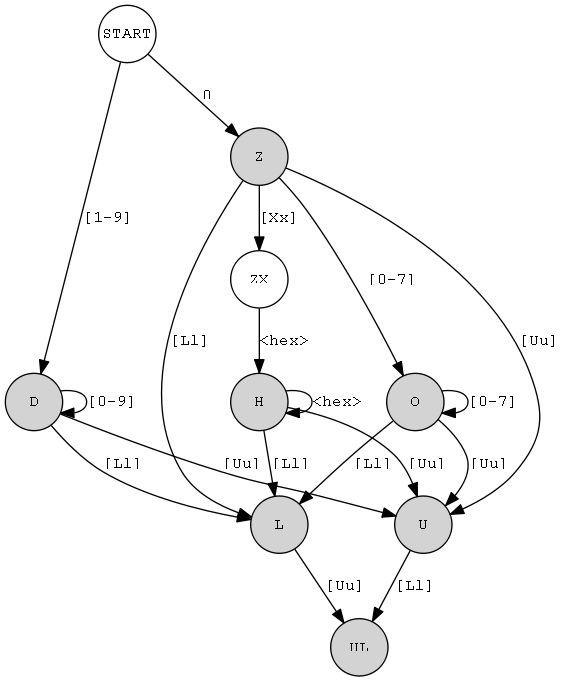 START
0
Z
[1-9]
[Xx]
ZX
[0-7]
[Ll]
<hex>
[Uu]
D
[0-9]
H
<hex>
O
[0-7]
[Ll]
[Uu]
[Ll]
[Ll]
[Uu]
[Uu]
L
U
[Uu]
[Ll]
UL